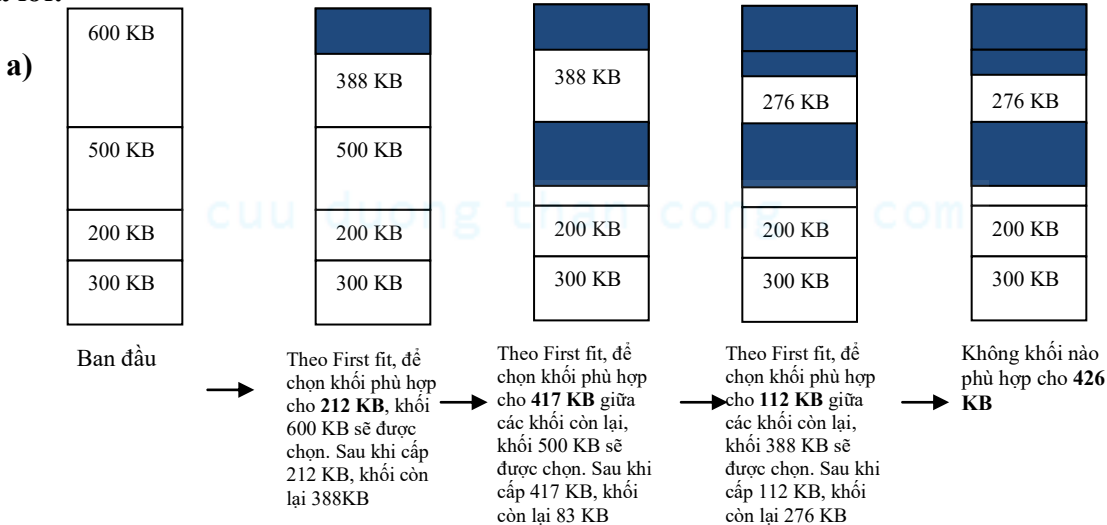 a)
600 KB
500 KB
200 KB
300 KB
388 KB
500 KB
200 KB
300 KB
388 KB
200 KB
300 KB
276 KB
200 KB
300 KB
276 KB
200 KB
300 KB
cuu duong than cong . com
Ban đầu
Theo First fit, để
chọn khối phù hợp
cho 212 KB, khối
600 KB sẽ được
chọn. Sau khi cấp
212 KB, khối còn
lại 388KB
Theo First fit, để
chọn khối phù hợp
cho 417 KB giữa
các khối còn lại,
khối 500 KB sẽ
được chọn. Sau khi
cấp 417 KB, khối
còn lại 83 KB
Theo First fit, để
chọn khối phù hợp
cho 112 KB giữa
các khối còn lại,
khối 388 KB sẽ
được chọn. Sau khi
cấp 112 KB, khối
còn lại 276 KB
Không khối nào
phù hợp cho 426
KB